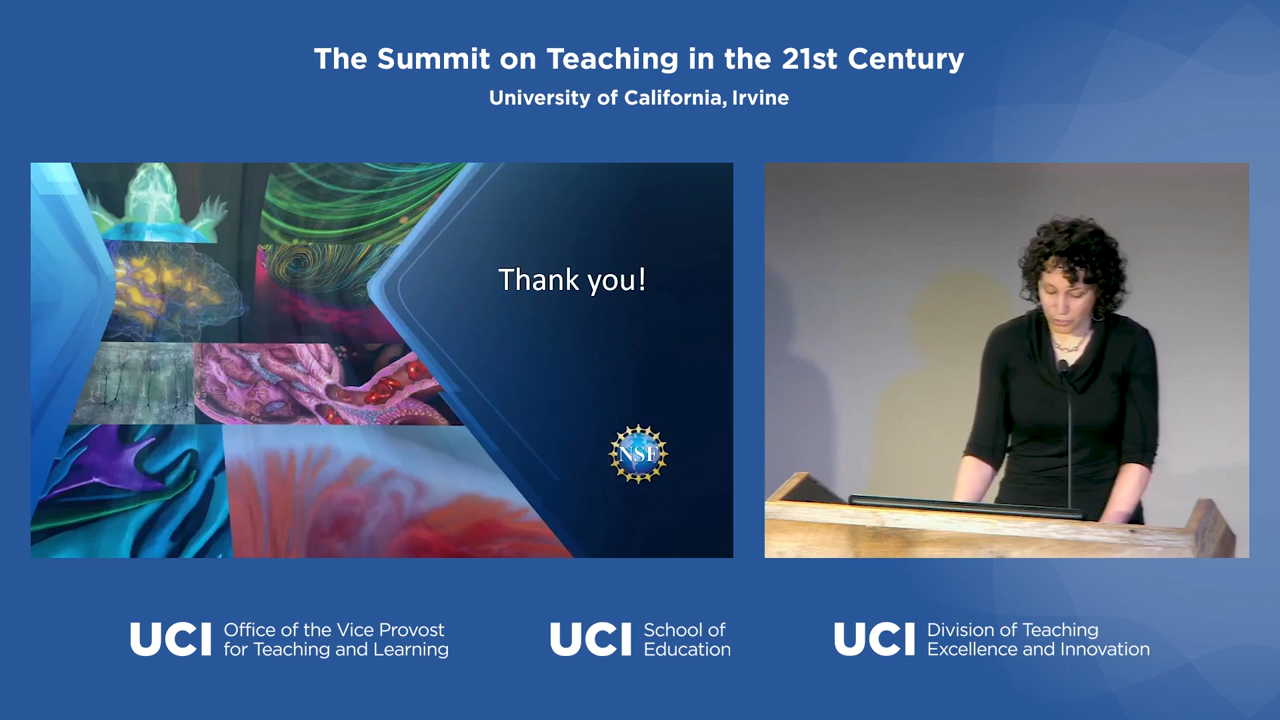 The Summit on Teaching in the 21st Century
University of California, Irvine
Thank you!
NSF
UCI Office of the Vice Provost
for Teaching and Learning
UCI School of
Education
UCI Division of Teaching
Excellence and Innovation